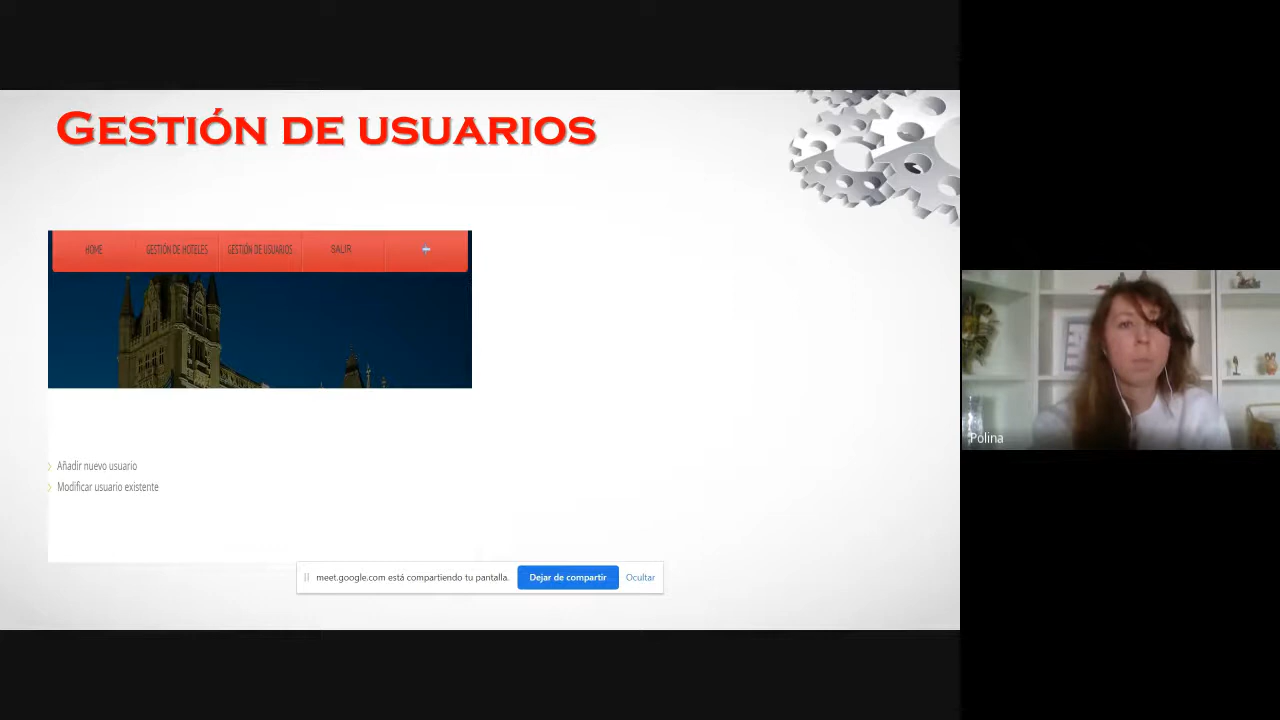 GESTIÓN DE USUARIOS
HOME GESTIÓN DE HOTELES GESTIÓN DE USUARIOS SALIR
Añadir nuevo usuario
Modificar usuario existente
meet.google.com está compartiendo tu pantalla. Dejar de compartir Ocultar
Polina